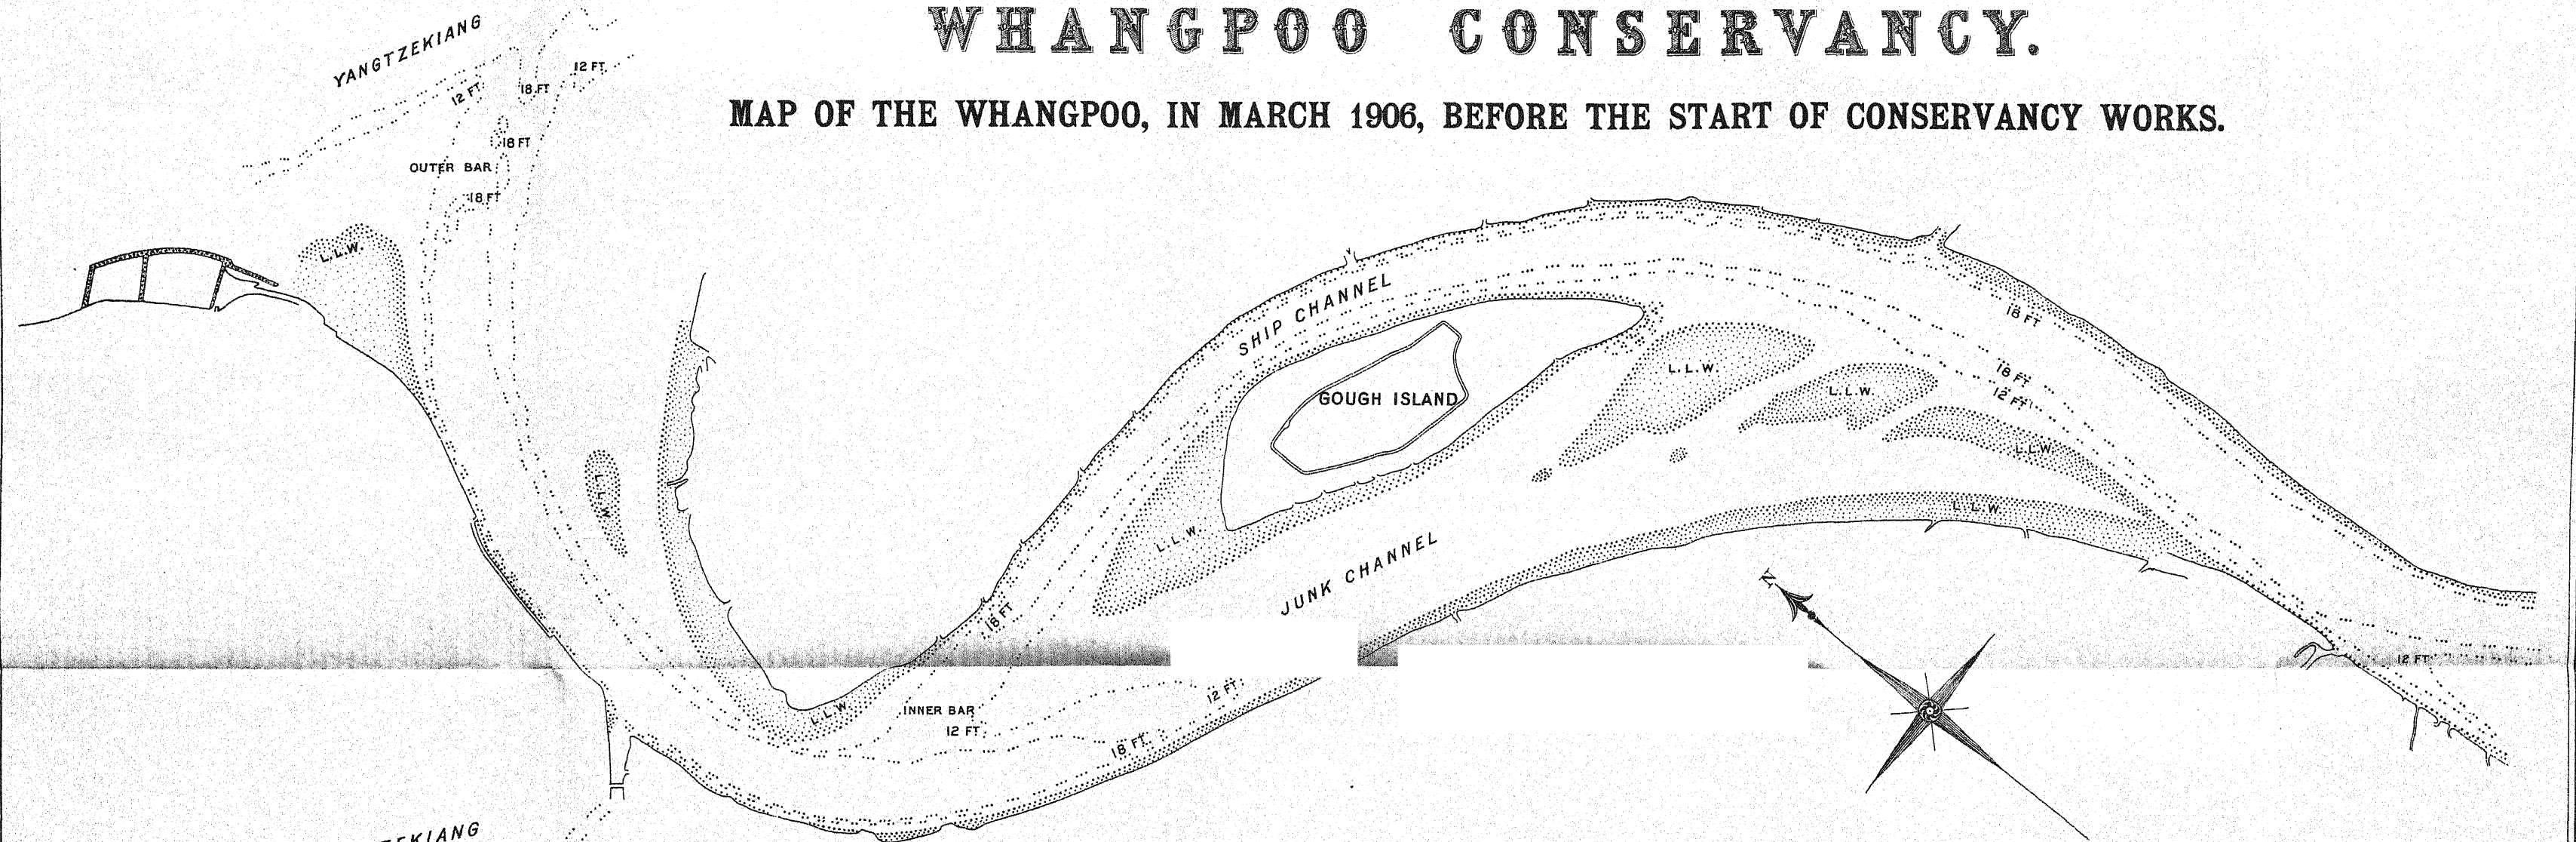 WHANGPOO CONSERVANCY.
MAP OF THE WHANGPOO, IN MARCH 1906, BEFORE THE START OF CONSERVANCY WORKS.
YANGTZEKIANG
12 FT
18 FT
12 FT
18 FT
OUTER BAR
18 FT
L.L.W.
L.L.W
SHIP CHANNEL
GOUGH ISLAND
L.L.W.
L.L.W.
L.L.W.
L.L.W
L.L.W
18 FT
18 FT
12 FT
JUNK CHANNEL
18 FT
N
12 FT
L.L.W.
INNER BAR
12 FT
12 FT
18 FT
ZEKIANG